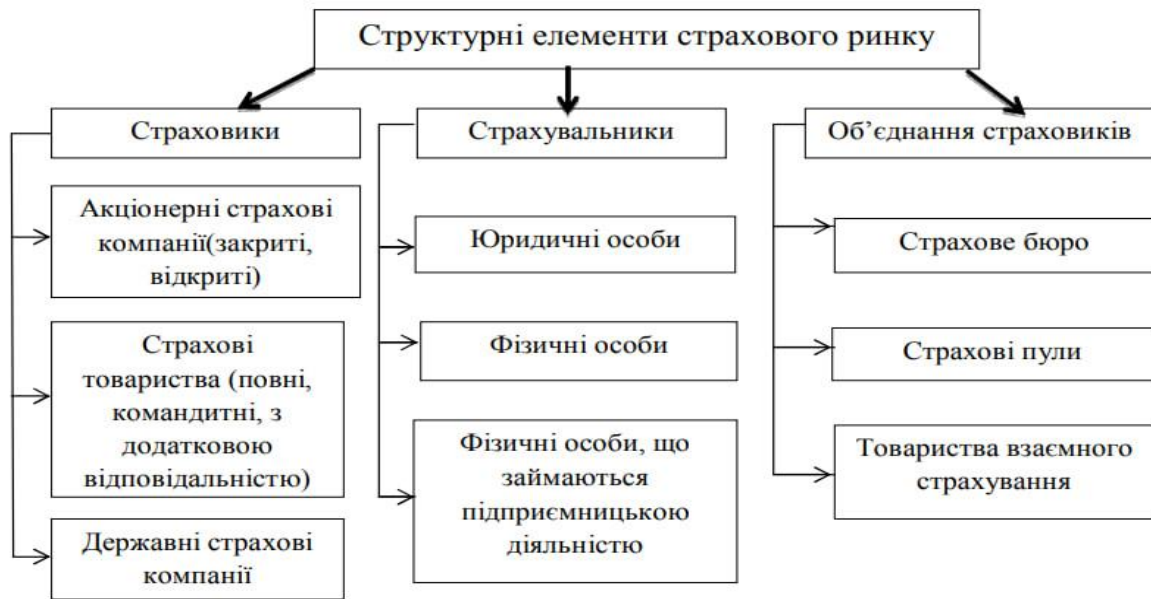 Структурні елементи страхового ринку
Страховики
Акціонерні страхові
компанії(закриті,
відкриті)
Страхові
товариства (повні,
командитні, з
додатковою
відповідальністю)
Державні страхові
компанії
Страхувальники
Юридичні особи
Фізичні особи
Фізичні особи, що
займаються
підприємницькою
діяльністю
Об’єднання страховиків
Страхове бюро
Страхові пули
Товариства взаємного
страхування